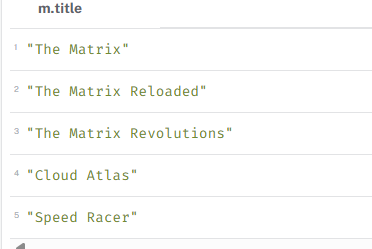 m.title
1 "The Matrix"
2 "The Matrix Reloaded"
3 "The Matrix Revolutions"
4 "Cloud Atlas"
5 "Speed Racer"